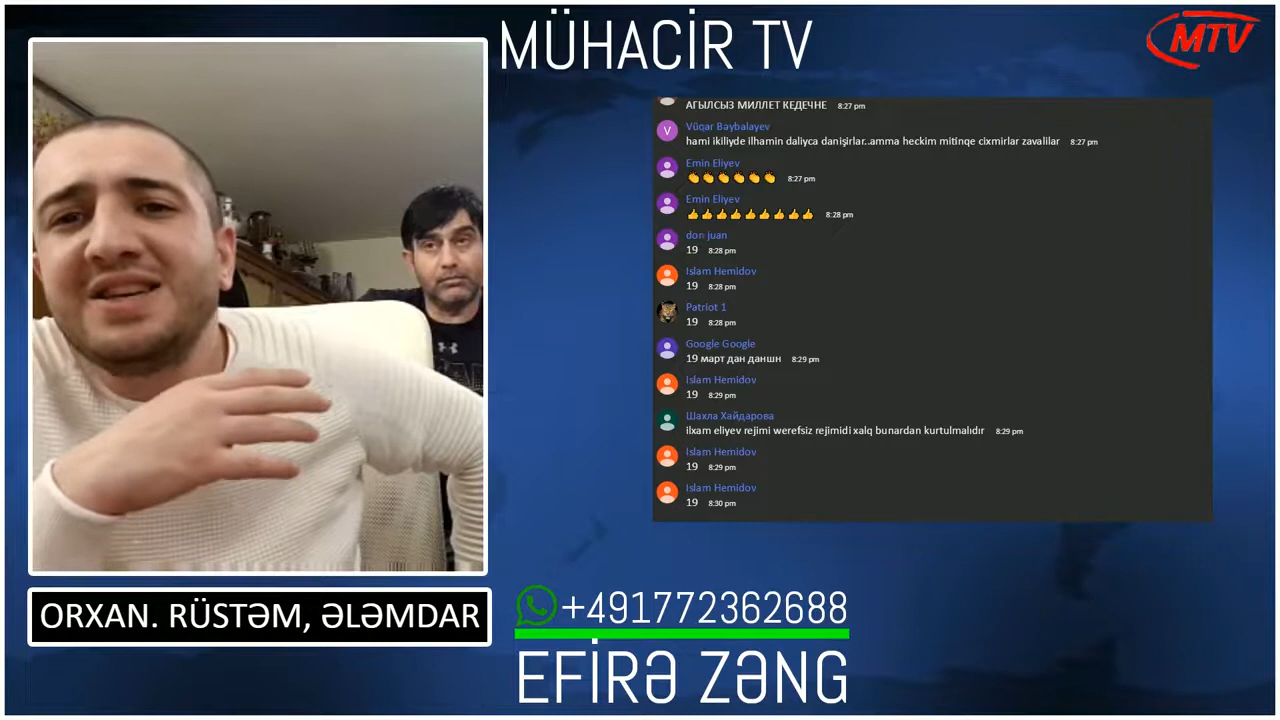 MÜHACİR TV
MTV
АГЫЛСЫЗ МИЛЛЕТ КЕДЕЧНЕ 8:27 pm
V
Vüqar Bəybalayev
hami ikiliyde ilhamin daliyca danişirlar..amma heckim mitinqe cixmirlar zavalilar 8:27 pm
Emin Eliyev
8:27 pm
Emin Eliyev
8:28 pm
don juan
19 8:28 pm
Islam Hemidov
19 8:28 pm
Patriot 1
19 8:28 pm
Google Google
19 март дан даншн 8:29 pm
Islam Hemidov
19 8:29 pm
Шахла Хайдарова
ilxam eliyev rejimi werefsiz rejimidi xalq bunardan kurtulmalıdır 8:29 pm
Islam Hemidov
19 8:29 pm
Islam Hemidov
19 8:30 pm
ORXAN. RÜSTƏM, ƏLƏMDAR
+491772362688
EFİRƏ ZƏNG